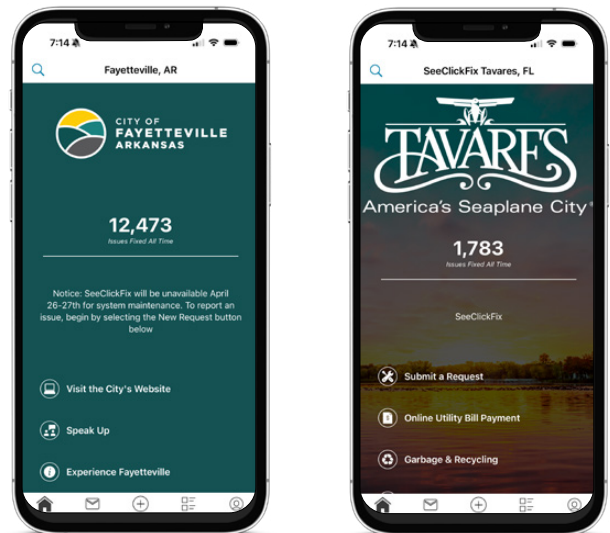 7:14
Fayetteville, AR
CITY OF
FAYETTEVILLE
ARKANSAS
12,473
Issues Fixed All Time
Notice: SeeClickFix will be unavailable April
26-27th for system maintenance. To report an
issue, begin by selecting the New Request button
below
Visit the City's Website
Speak Up
Experience Fayetteville
7:14
SeeClickFix Tavares, FL
TAVARES
America's Seaplane City®
1,783
Issues Fixed All Time
SeeClickFix
Submit a Request
Online Utility Bill Payment
Garbage & Recycling